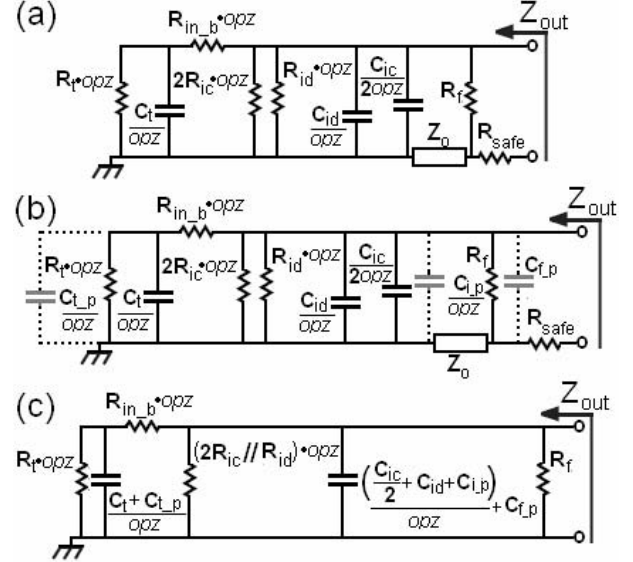 (a)
Z_out
R_in_b•opz
R_t•opz
C_t/opz
2R_ic•opz
R_id•opz
C_id/opz
C_ic/2opz
R_f
Z_o
R_safe
(b)
Z_out
R_in_b•opz
R_t•opz
C_t_p/opz
C_t/opz
2R_ic•opz
R_id•opz
C_id/opz
C_ic/2opz
C_i_p/opz
R_f
C_f_p
R_safe
Z_o
(c)
Z_out
R_in_b•opz
R_t•opz
C_t + C_t_p/opz
(2R_ic//R_id)•opz
(C_ic/2 + C_id + C_i_p)/opz + C_f_p
R_f